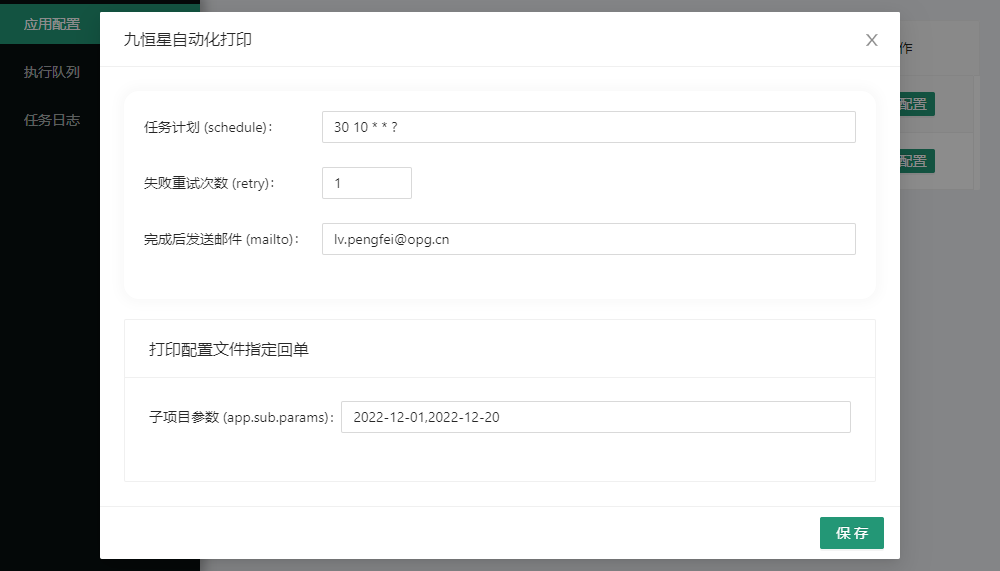 应用配置
执行队列
任务日志
九恒星自动化打印
作
配置
配置
任务计划 (schedule)：
30 10 * * ?
失败重试次数 (retry)：
1
完成后发送邮件 (mailto)：
lv.pengfei@opg.cn
打印配置文件指定回单
子项目参数 (app.sub.params)：
2022-12-01,2022-12-20
保存